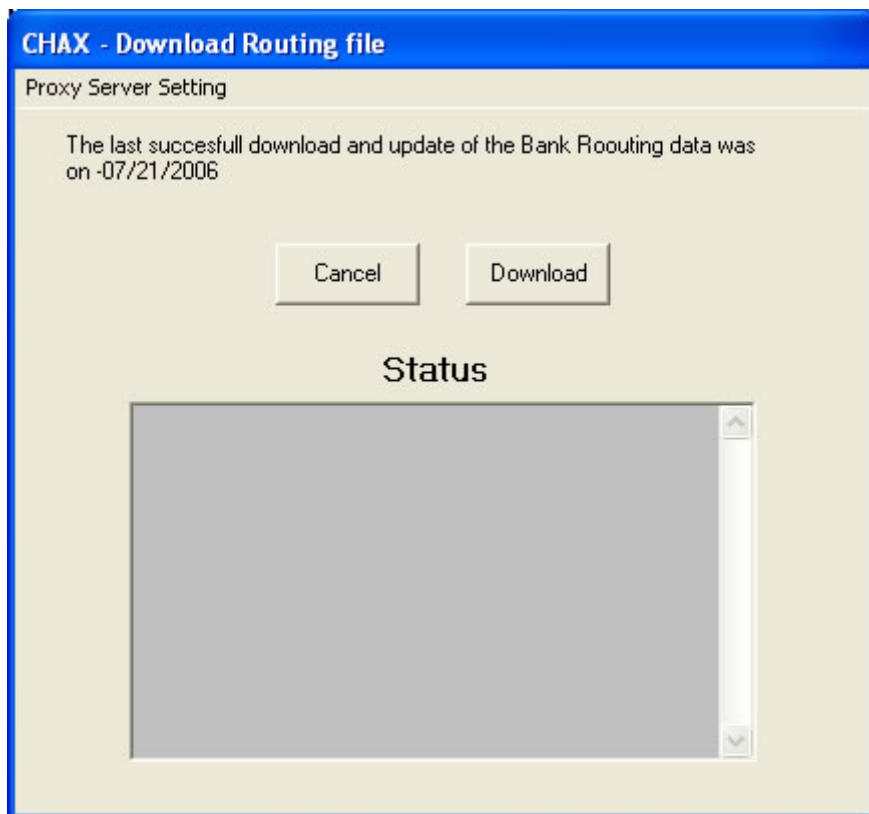 CHAX - Download Routing file
Proxy Server Setting
The last succesfull download and update of the Bank Roouting data was
on -07/21/2006
Cancel
Download
Status